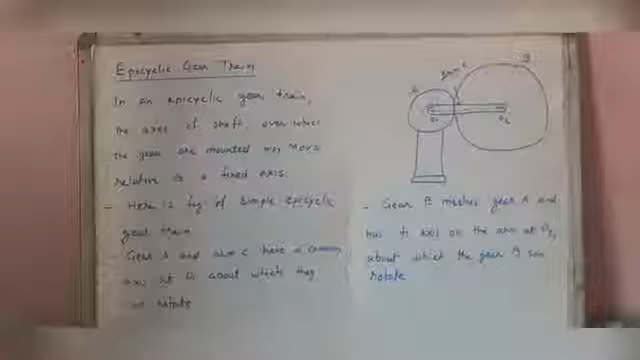 Epicyclic Gear Train
In an epicyclic gear train,
the axes of shaft, over which
the gear are mounted may move
relative to a fixed axis.
- Here is fig. of simple epicyclic
gear train
Gear A and arm C have a common
axis at O1 about which they
rotate
Arm C
B
A
O1
O2
- Gear B meshes gear A and
has its axis on the arm at O2,
about which the gear B can
rotate